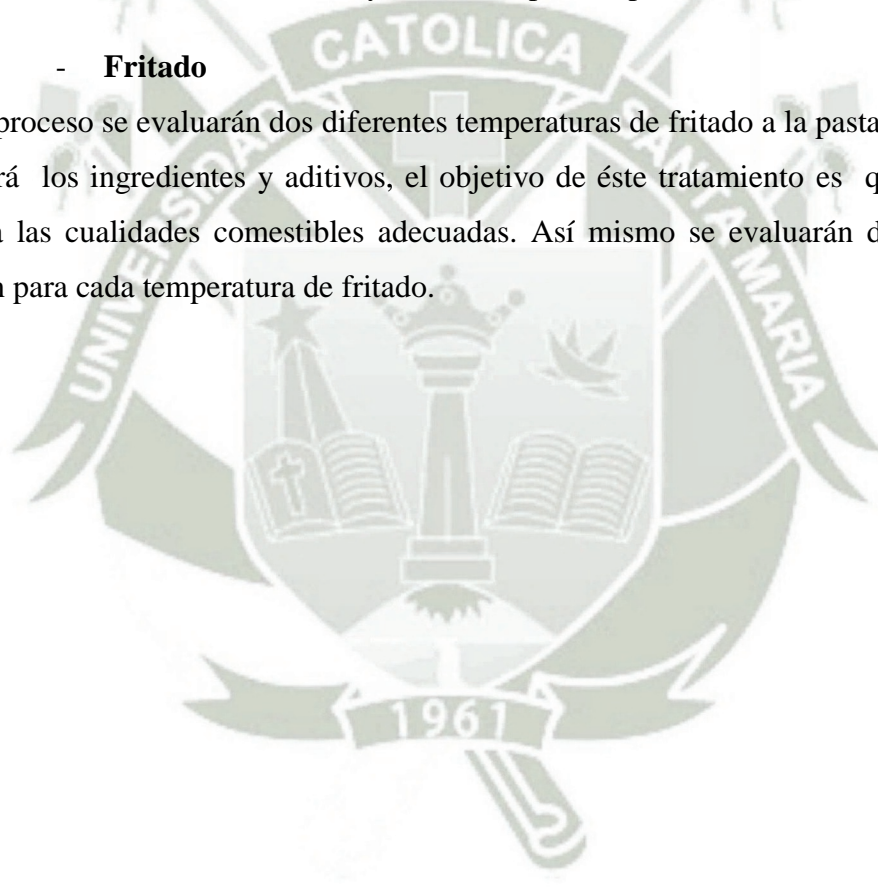 - Fritado
proceso se evaluarán dos diferentes temperaturas de fritado a la pasta
los ingredientes y aditivos, el objetivo de éste tratamiento es
las cualidades comestibles adecuadas. Así mismo se evaluarán
para cada temperatura de fritado.
UNIVERSIDAD CATOLICA SANTA MARIA
1961